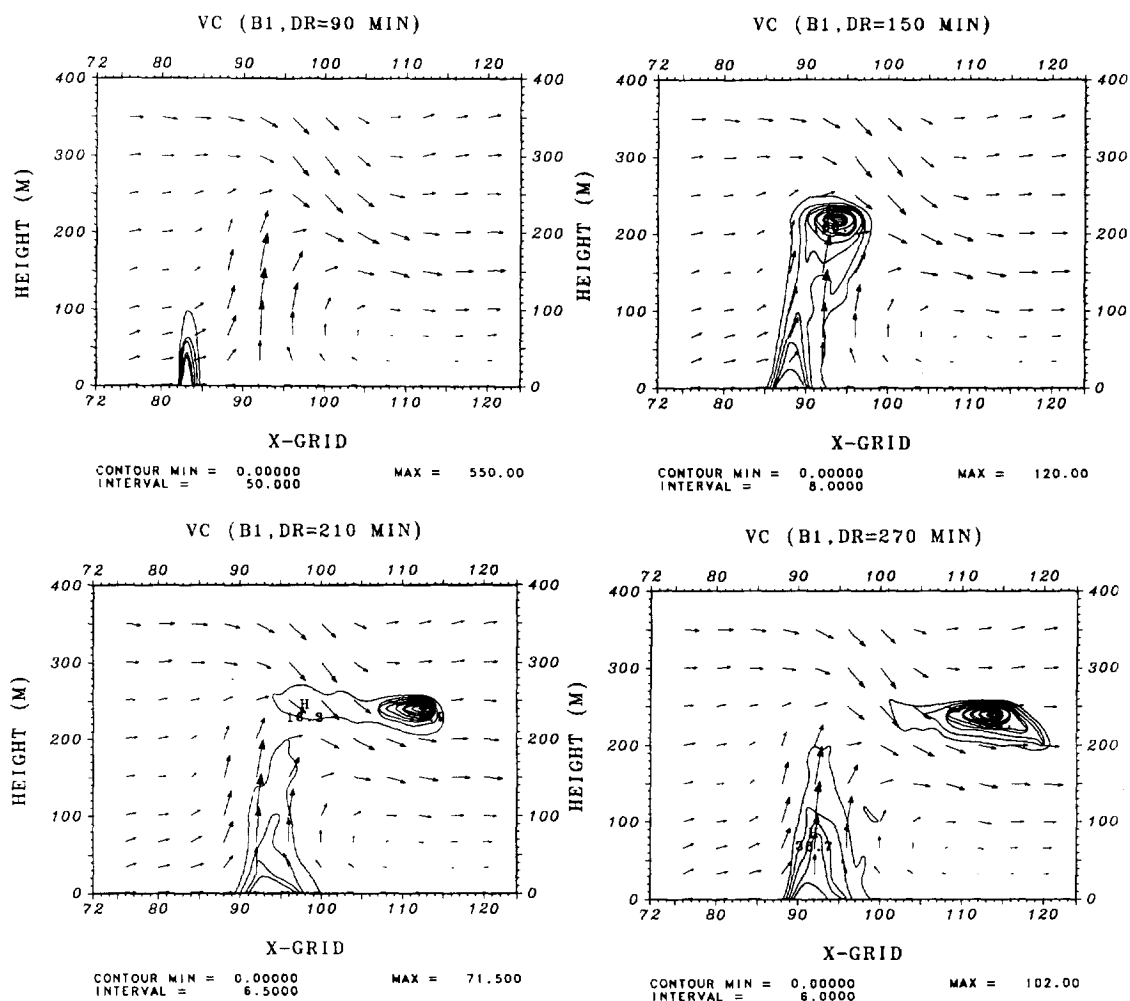 VC (B1,DR=90 MIN)
72 80 90 100 110 120
400 400
300 300
200 200
100 100
0 0
72 80 90 100 110 120
HEIGHT (M)
X-GRID
CONTOUR MIN = 0.00000 MAX = 550.00
INTERVAL = 50.000
VC (B1,DR=150 MIN)
72 80 90 100 110 120
400 400
300 300
200 200
100 100
0 0
72 80 90 100 110 120
HEIGHT (M)
X-GRID
CONTOUR MIN = 0.00000 MAX = 120.00
INTERVAL = 8.0000
VC (B1,DR=210 MIN)
72 80 90 100 110 120
400 400
300 300
H
200 200
100 100
0 0
72 80 90 100 110 120
HEIGHT (M)
X-GRID
CONTOUR MIN = 0.00000 MAX = 71.500
INTERVAL = 6.5000
VC (B1,DR=270 MIN)
72 80 90 100 110 120
400 400
300 300
200 200
100 100
0 0
72 80 90 100 110 120
HEIGHT (M)
X-GRID
CONTOUR MIN = 0.00000 MAX = 102.00
INTERVAL = 6.0000